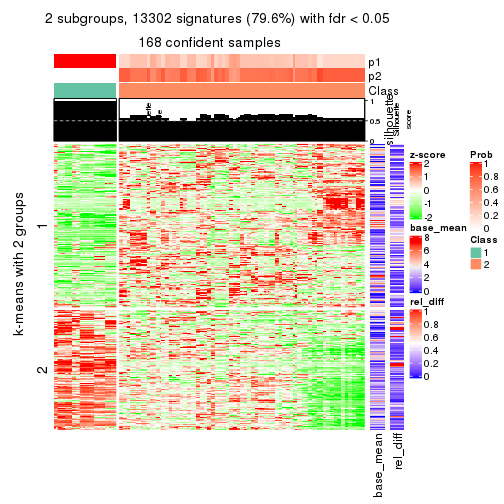 2 subgroups, 13302 signatures (79.6%) with fdr < 0.05
168 confident samples
p1
p2
Class
1
0.5
0
silhouette
Silhouette
score
k-means with 2 groups
1
2
base_mean
rel_diff
z-score
2
1
0
-1
-2
base_mean
8
6
4
2
0
rel_diff
1
0.8
0.6
0.4
0.2
0
Prob
1
0.8
0.6
0.4
0.2
0
Class
1
2